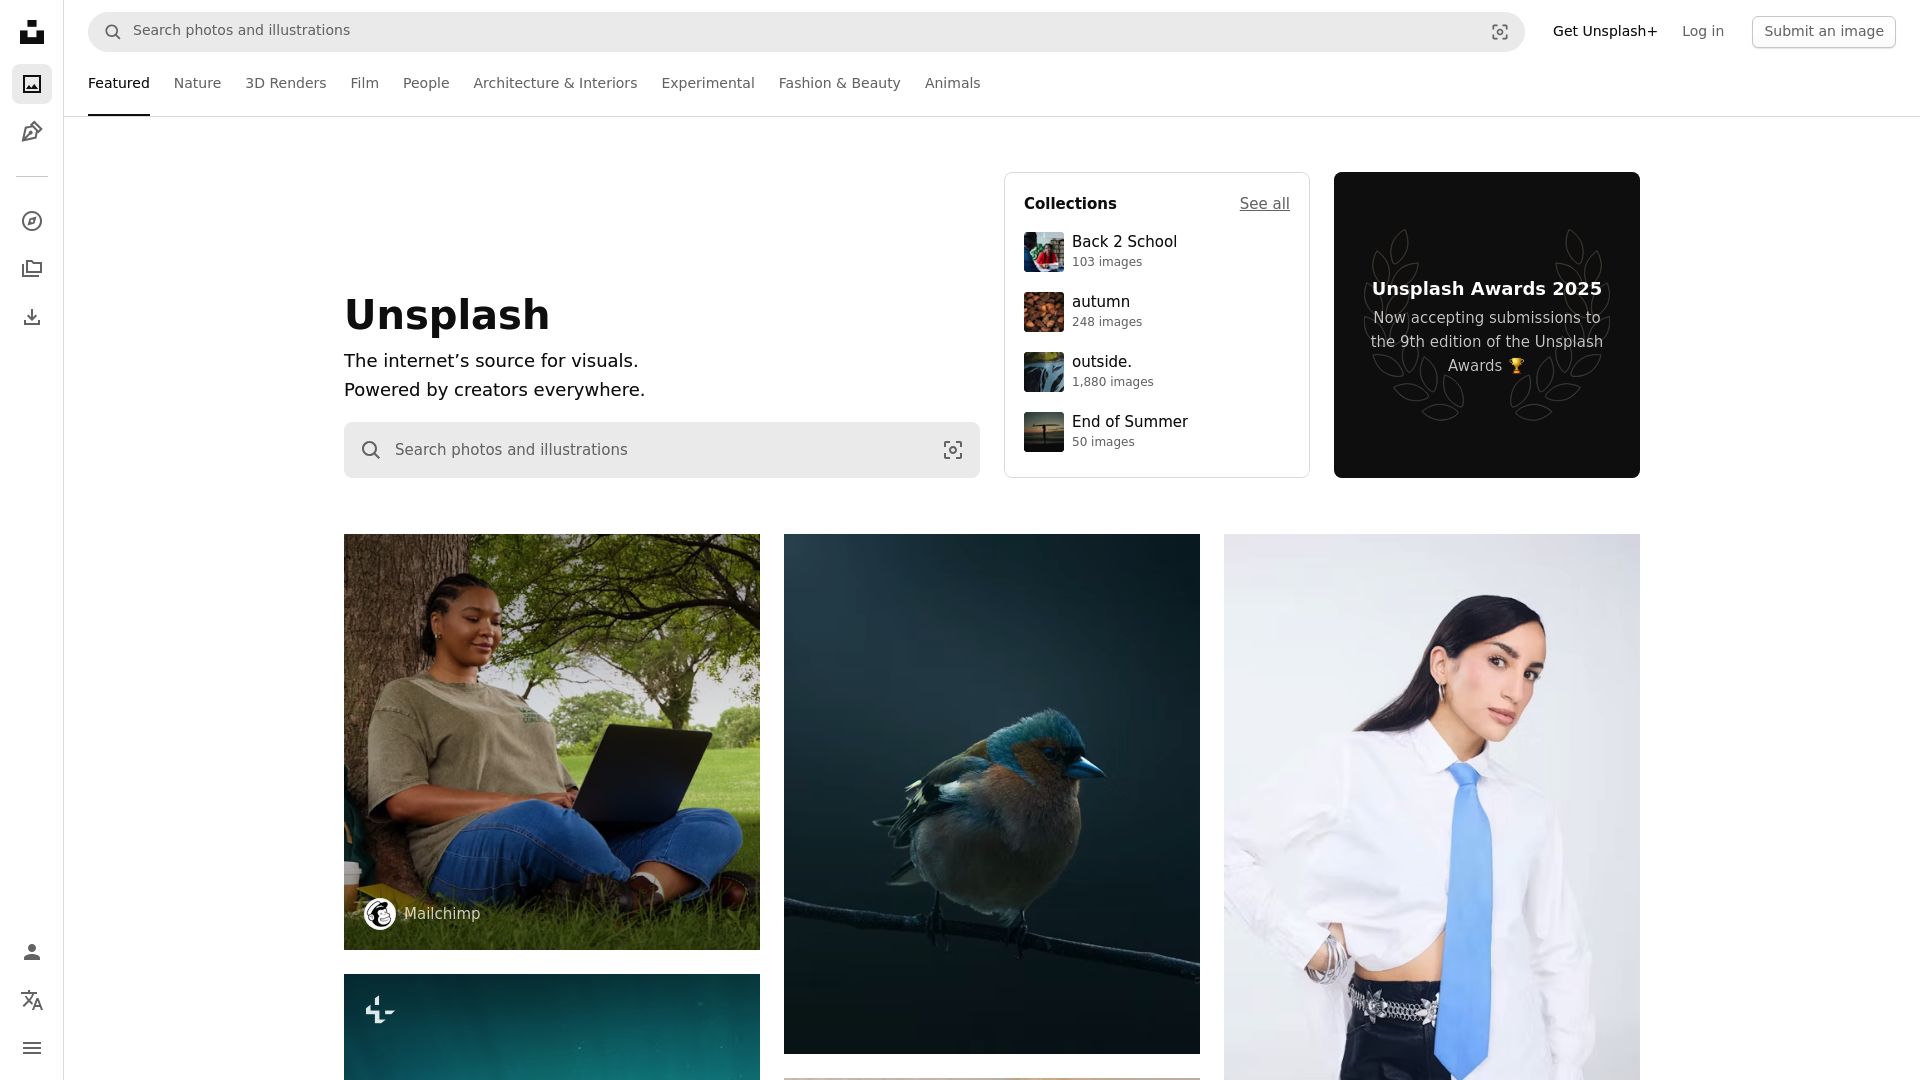 Search photos and illustrations
Get Unsplash+
Log in
Submit an image
Featured
Nature
3D Renders
Film
People
Architecture & Interiors
Experimental
Fashion & Beauty
Animals
Unsplash
The internet’s source for visuals.
Powered by creators everywhere.
Search photos and illustrations
Collections
See all
Back 2 School
103 images
autumn
248 images
outside.
1,880 images
End of Summer
50 images
Unsplash Awards 2025
Now accepting submissions to
the 9th edition of the Unsplash
Awards 🏆
Mailchimp